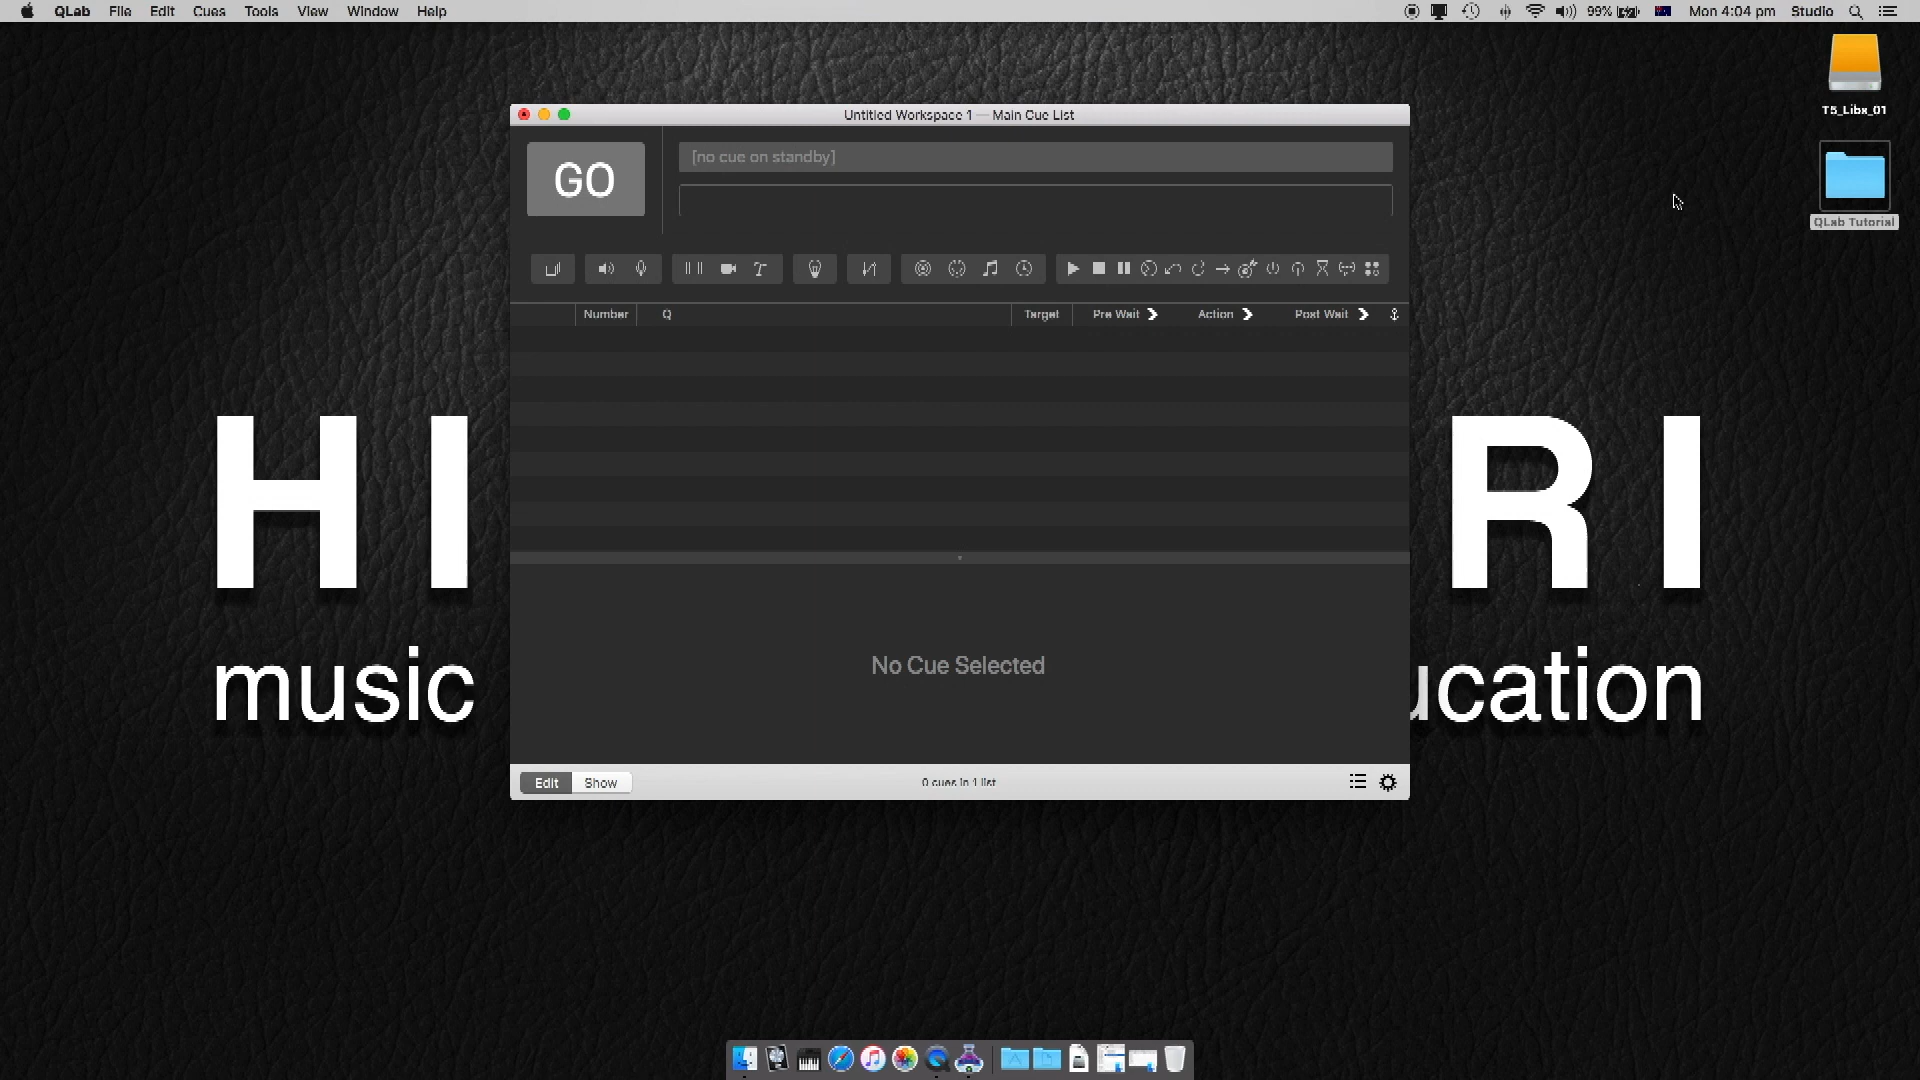 QLab File Edit Cues Tools View Window Help 99% Mon 4:04 pm Studio
T5_Libs_01
QLab Tutorial
Untitled Workspace 1 — Main Cue List
GO
[no cue on standby]
Number Q Target Pre Wait Action Post Wait
H I R I
music ucation
No Cue Selected
Edit Show 0 cues in 1 list